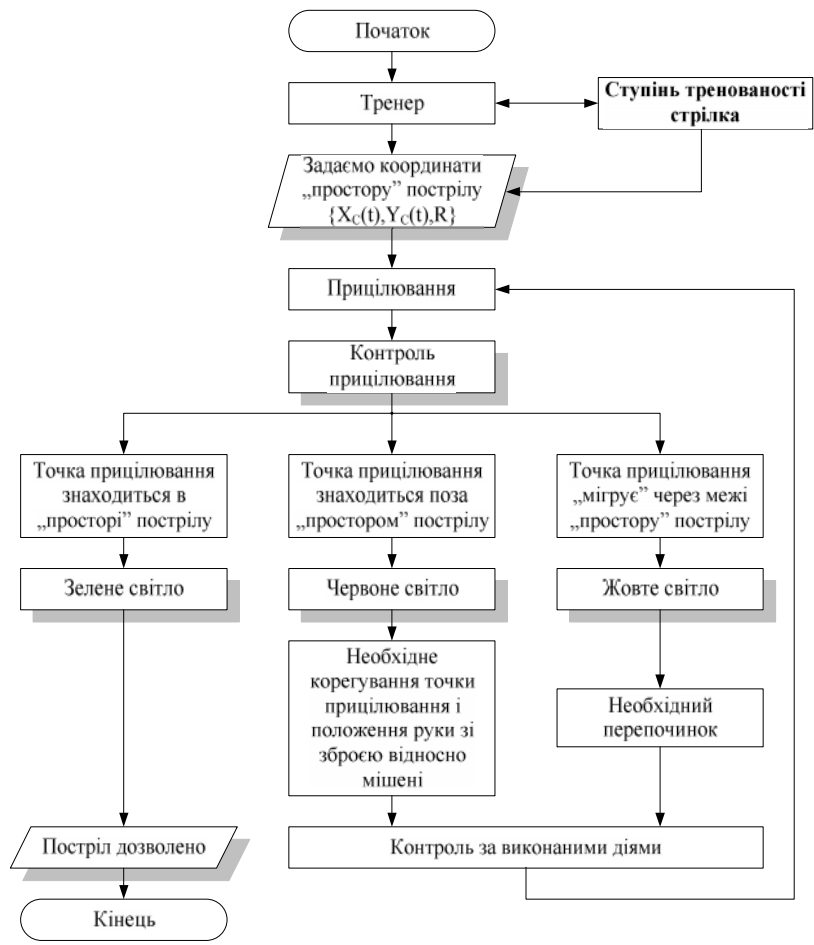 Початок
Тренер
Ступінь тренованості
стрілка
Задаємо координати
„простору” пострілу
{X_C(t),Y_C(t),R}
Прицілювання
Контроль
прицілювання
Точка прицілювання
знаходиться в
„просторі” пострілу
Точка прицілювання
знаходиться поза
„простором” пострілу
Точка прицілювання
„мігрує” через межі
„простору” пострілу
Зелене світло
Червоне світло
Жовте світло
Необхідне
корегування точки
прицілювання і
положення руки зі
зброєю відносно
мішені
Необхідний
перепочинок
Постріл дозволено
Контроль за виконаними діями
Кінець